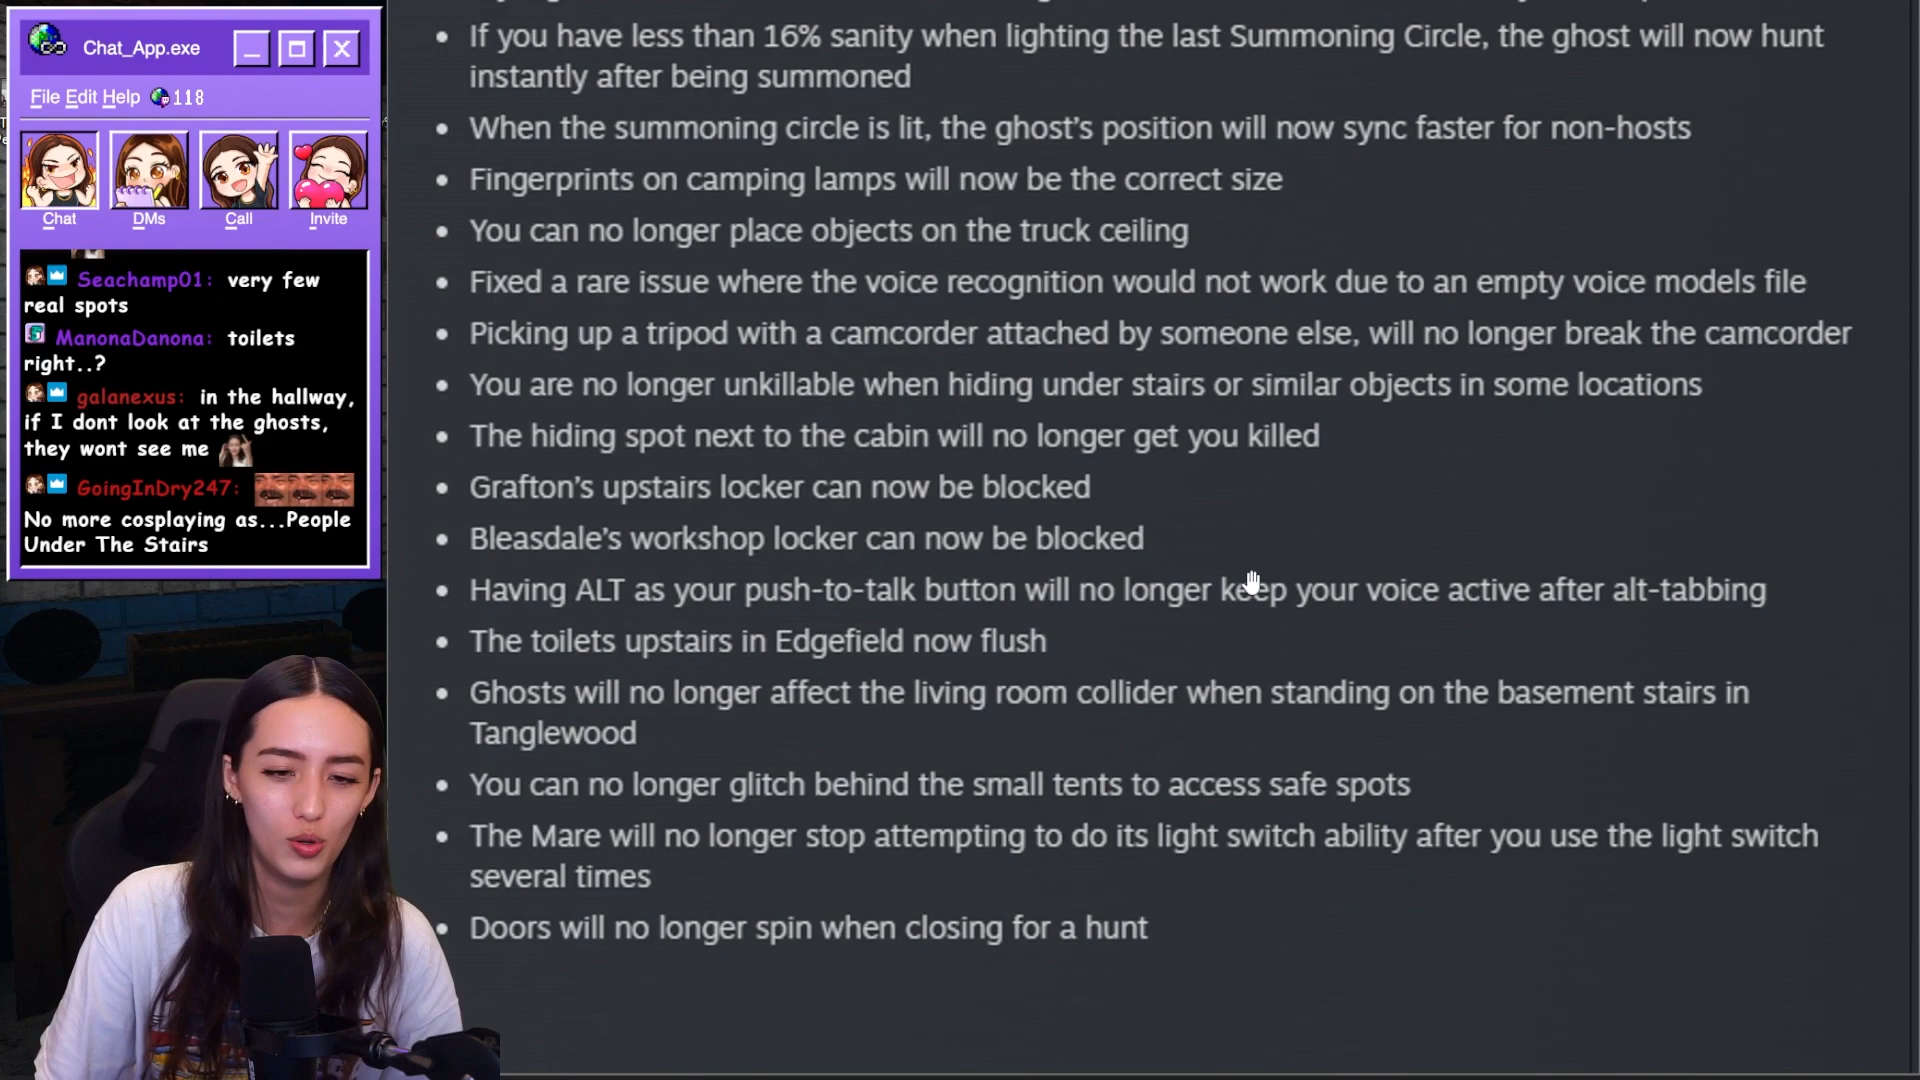 Chat_App.exe
File Edit Help 118
Chat DMs Call Invite
Seachamp01: very few
real spots
ManonaDanona: toilets
right..?
galanexus: in the hallway,
if I dont look at the ghosts,
they wont see me
GoingInDry247:
No more cosplaying as...People
Under The Stairs
• If you have less than 16% sanity when lighting the last Summoning Circle, the ghost will now hunt
instantly after being summoned
• When the summoning circle is lit, the ghost's position will now sync faster for non-hosts
• Fingerprints on camping lamps will now be the correct size
• You can no longer place objects on the truck ceiling
• Fixed a rare issue where the voice recognition would not work due to an empty voice models file
• Picking up a tripod with a camcorder attached by someone else, will no longer break the camcorder
• You are no longer unkillable when hiding under stairs or similar objects in some locations
• The hiding spot next to the cabin will no longer get you killed
• Grafton's upstairs locker can now be blocked
• Bleasdale's workshop locker can now be blocked
• Having ALT as your push-to-talk button will no longer keep your voice active after alt-tabbing
• The toilets upstairs in Edgefield now flush
• Ghosts will no longer affect the living room collider when standing on the basement stairs in
Tanglewood
• You can no longer glitch behind the small tents to access safe spots
• The Mare will no longer stop attempting to do its light switch ability after you use the light switch
several times
• Doors will no longer spin when closing for a hunt